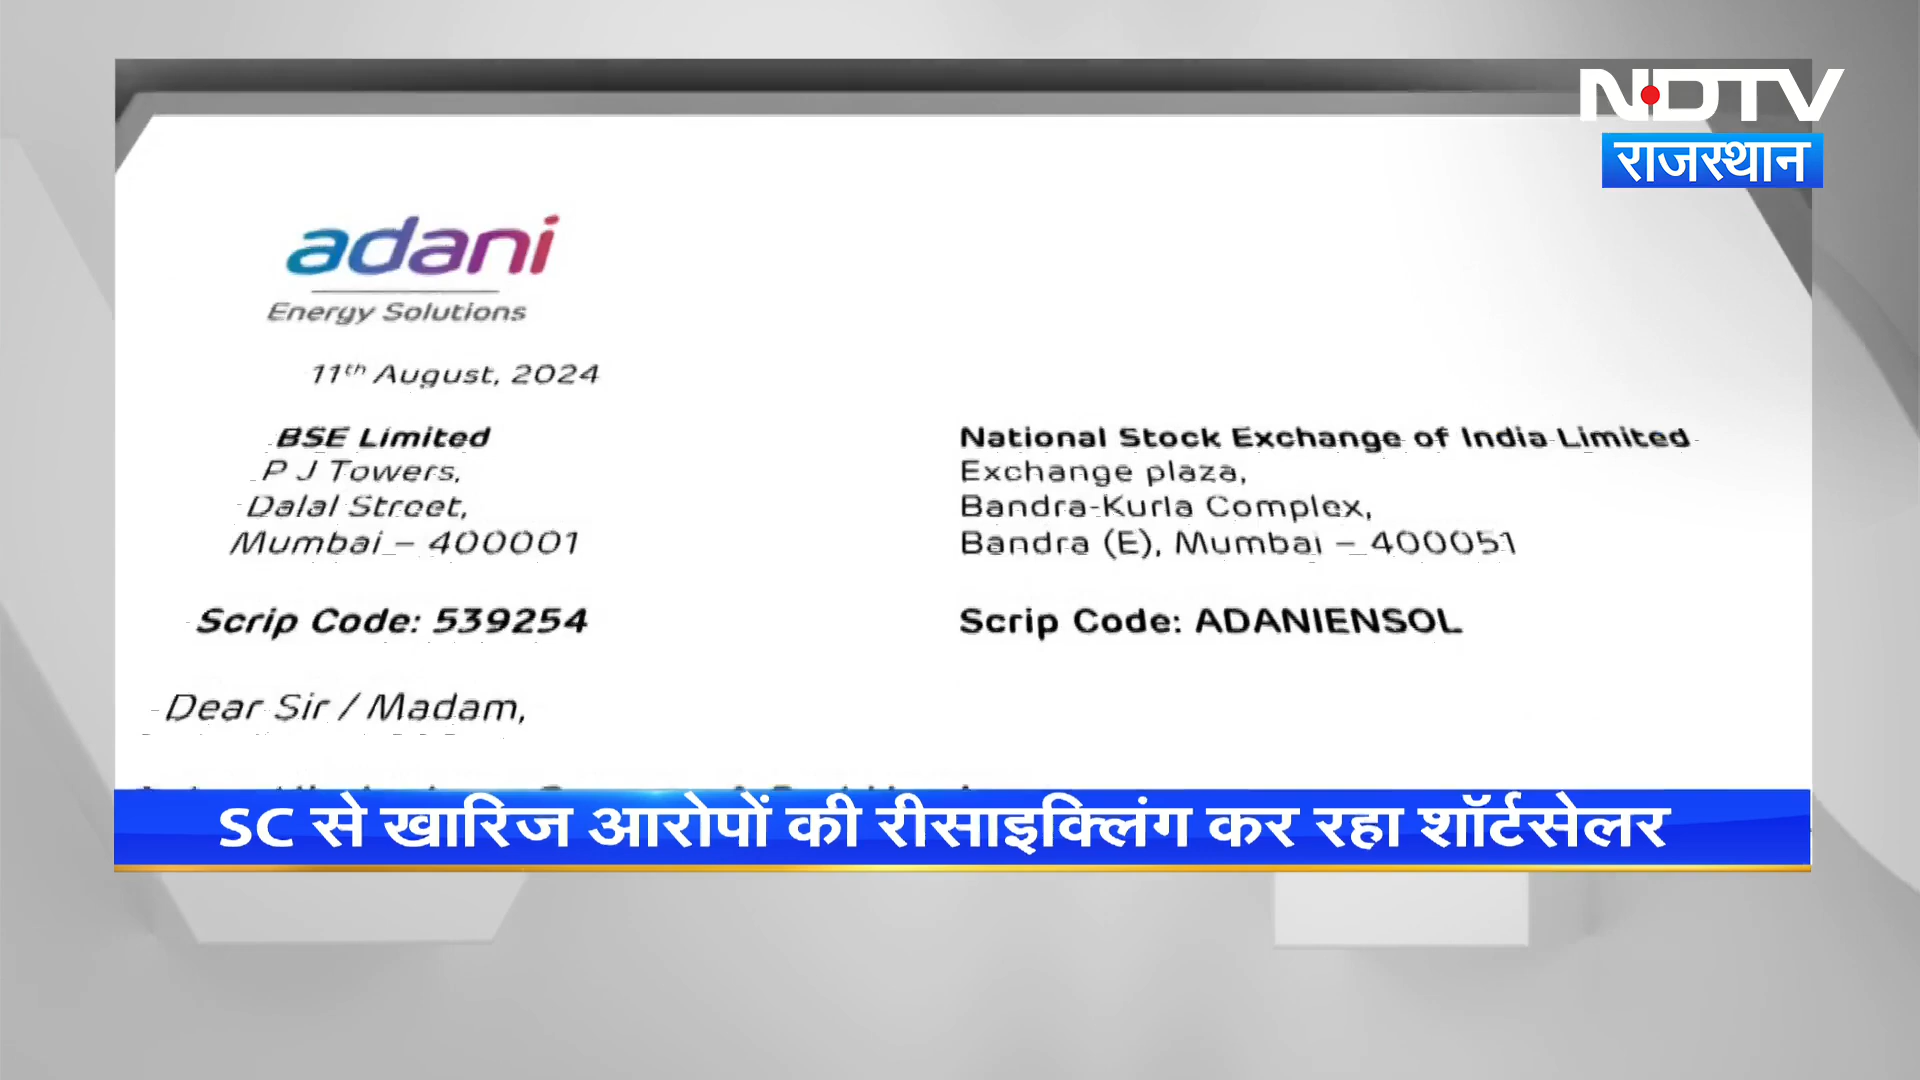 NDTV
राजस्थान
adani
Energy Solutions
11th August, 2024
BSE Limited
P J Towers,
Dalal Street,
Mumbai – 400001
Scrip Code: 539254
National Stock Exchange of India Limited
Exchange plaza,
Bandra-Kurla Complex,
Bandra (E), Mumbai – 400051
Scrip Code: ADANIENSOL
Dear Sir / Madam,
SC से खारिज आरोपों की रीसाइक्लिंग कर रहा शॉर्टसेलर